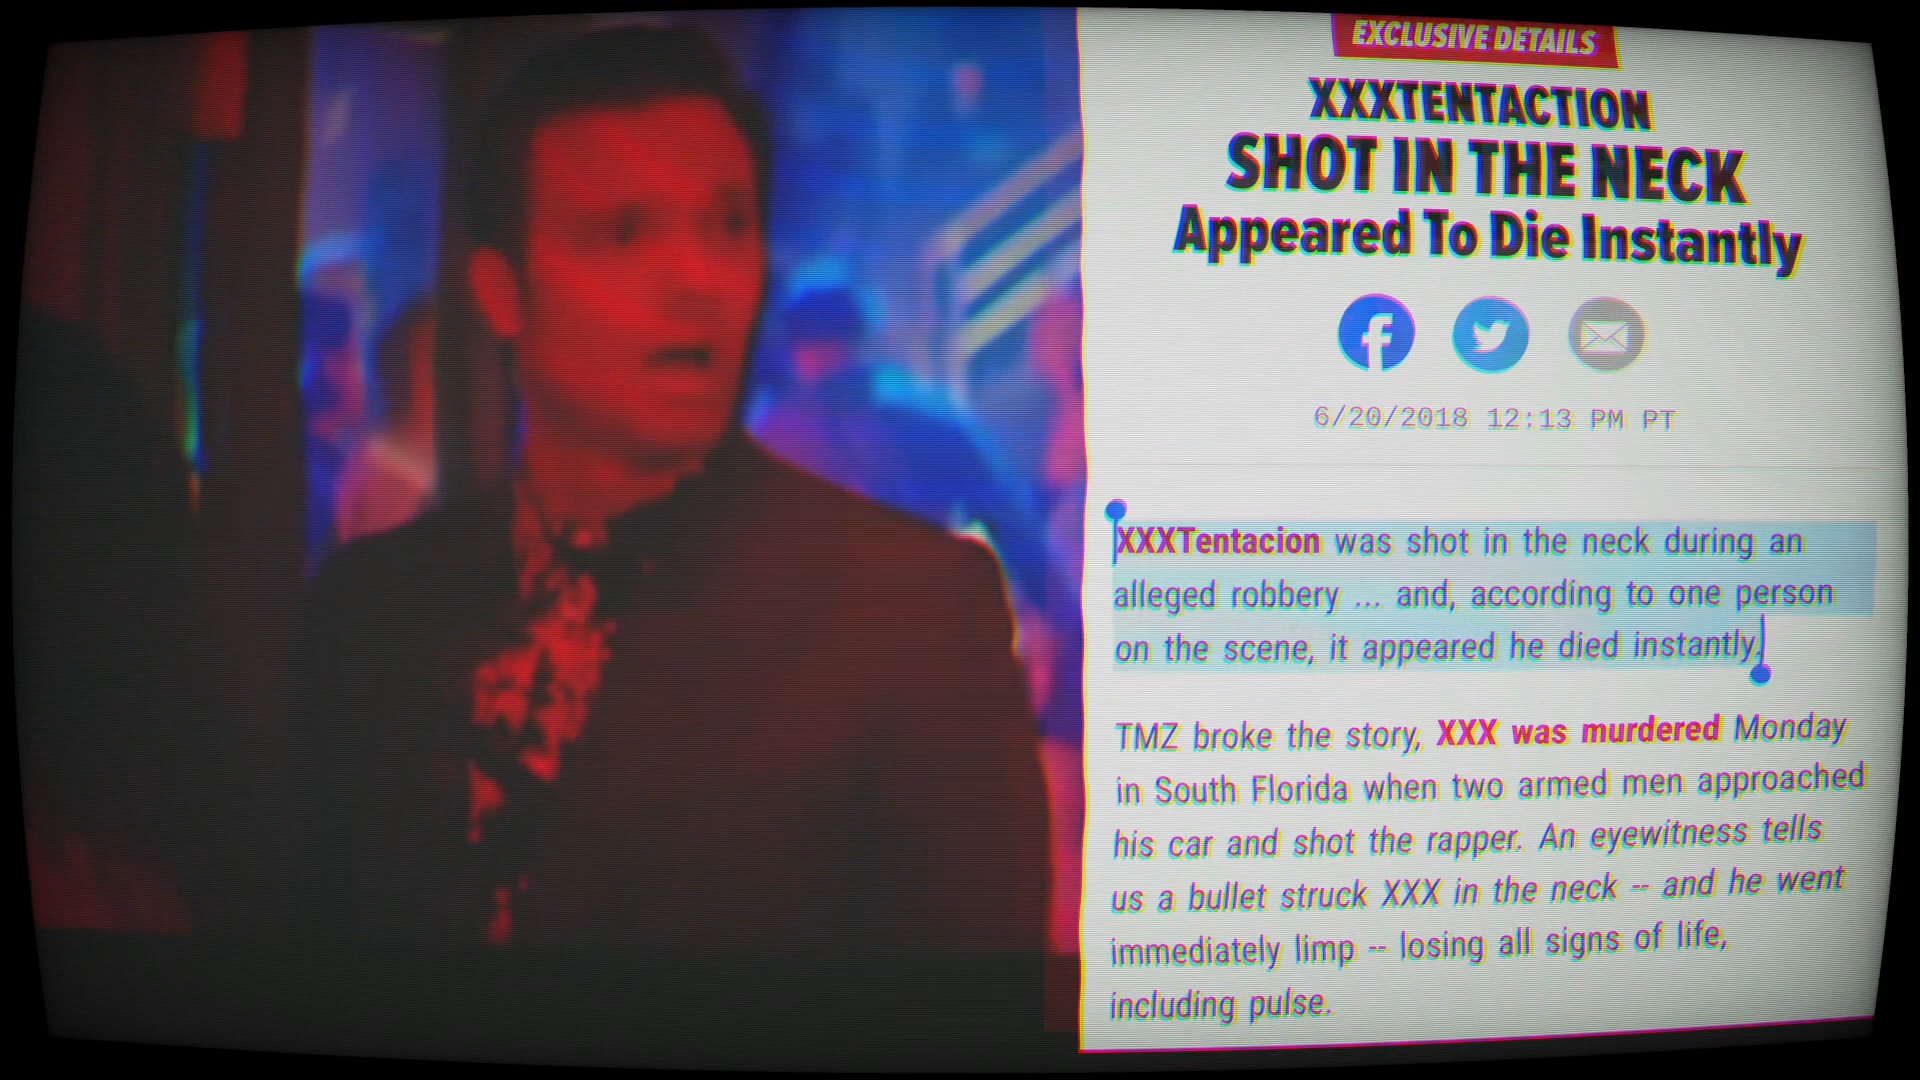 EXCLUSIVE DETAILS
XXXTENTACTION
SHOT IN THE NECK
Appeared To Die Instantly
6/20/2018 12:13 PM PT
XXXTentacion was shot in the neck during an
alleged robbery ... and, according to one person
on the scene, it appeared he died instantly.
TMZ broke the story, XXX was murdered Monday
in South Florida when two armed men approached
his car and shot the rapper. An eyewitness tells
us a bullet struck XXX in the neck -- and he went
immediately limp -- losing all signs of life,
including pulse.